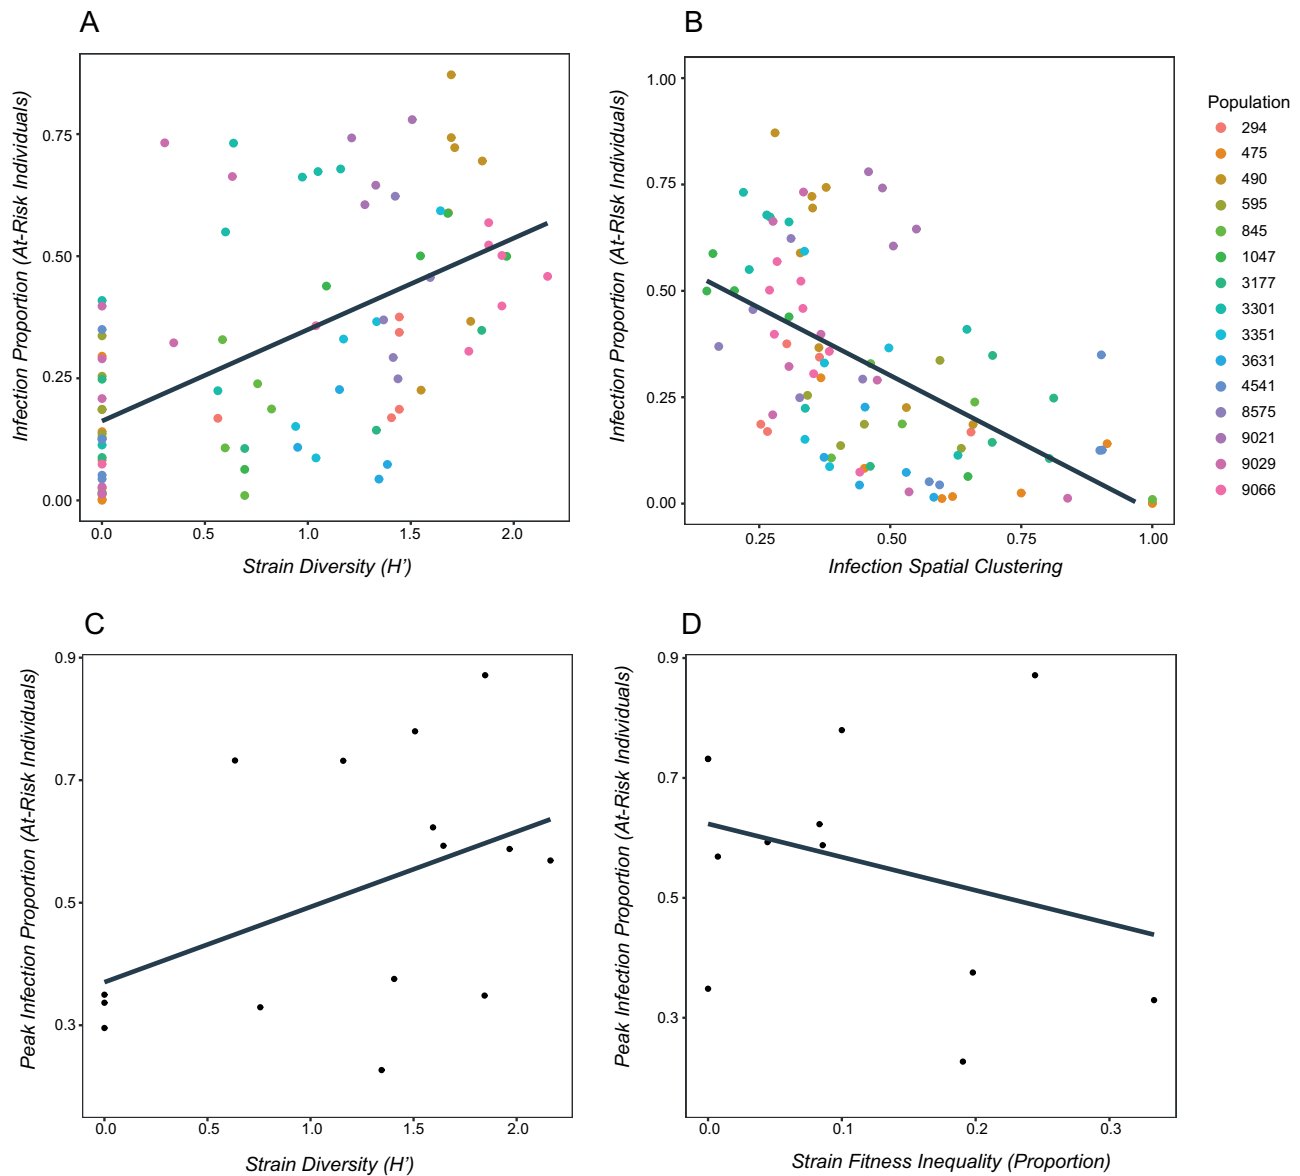 A
Infection Proportion (At-Risk Individuals)
0.75
0.50
0.25
0.00
0.0 0.5 1.0 1.5 2.0
Strain Diversity (H’)
B
Infection Proportion (At-RIsk Individuals)
1.00
0.75
0.50
0.25
0.00
0.25 0.50 0.75 1.00
Infection Spatial Clustering
Population
294
475
490
595
845
1047
3177
3301
3351
3631
4541
8575
9021
9029
9066
C
Peak Infection Proportion (At-Risk Individuals)
0.9
0.7
0.5
0.3
0.0 0.5 1.0 1.5 2.0
Strain Diversity (H’)
D
Peak Infection Proportion (At-Risk Individuals)
0.9
0.7
0.5
0.3
0.0 0.1 0.2 0.3
Strain Fitness Inequality (Proportion)